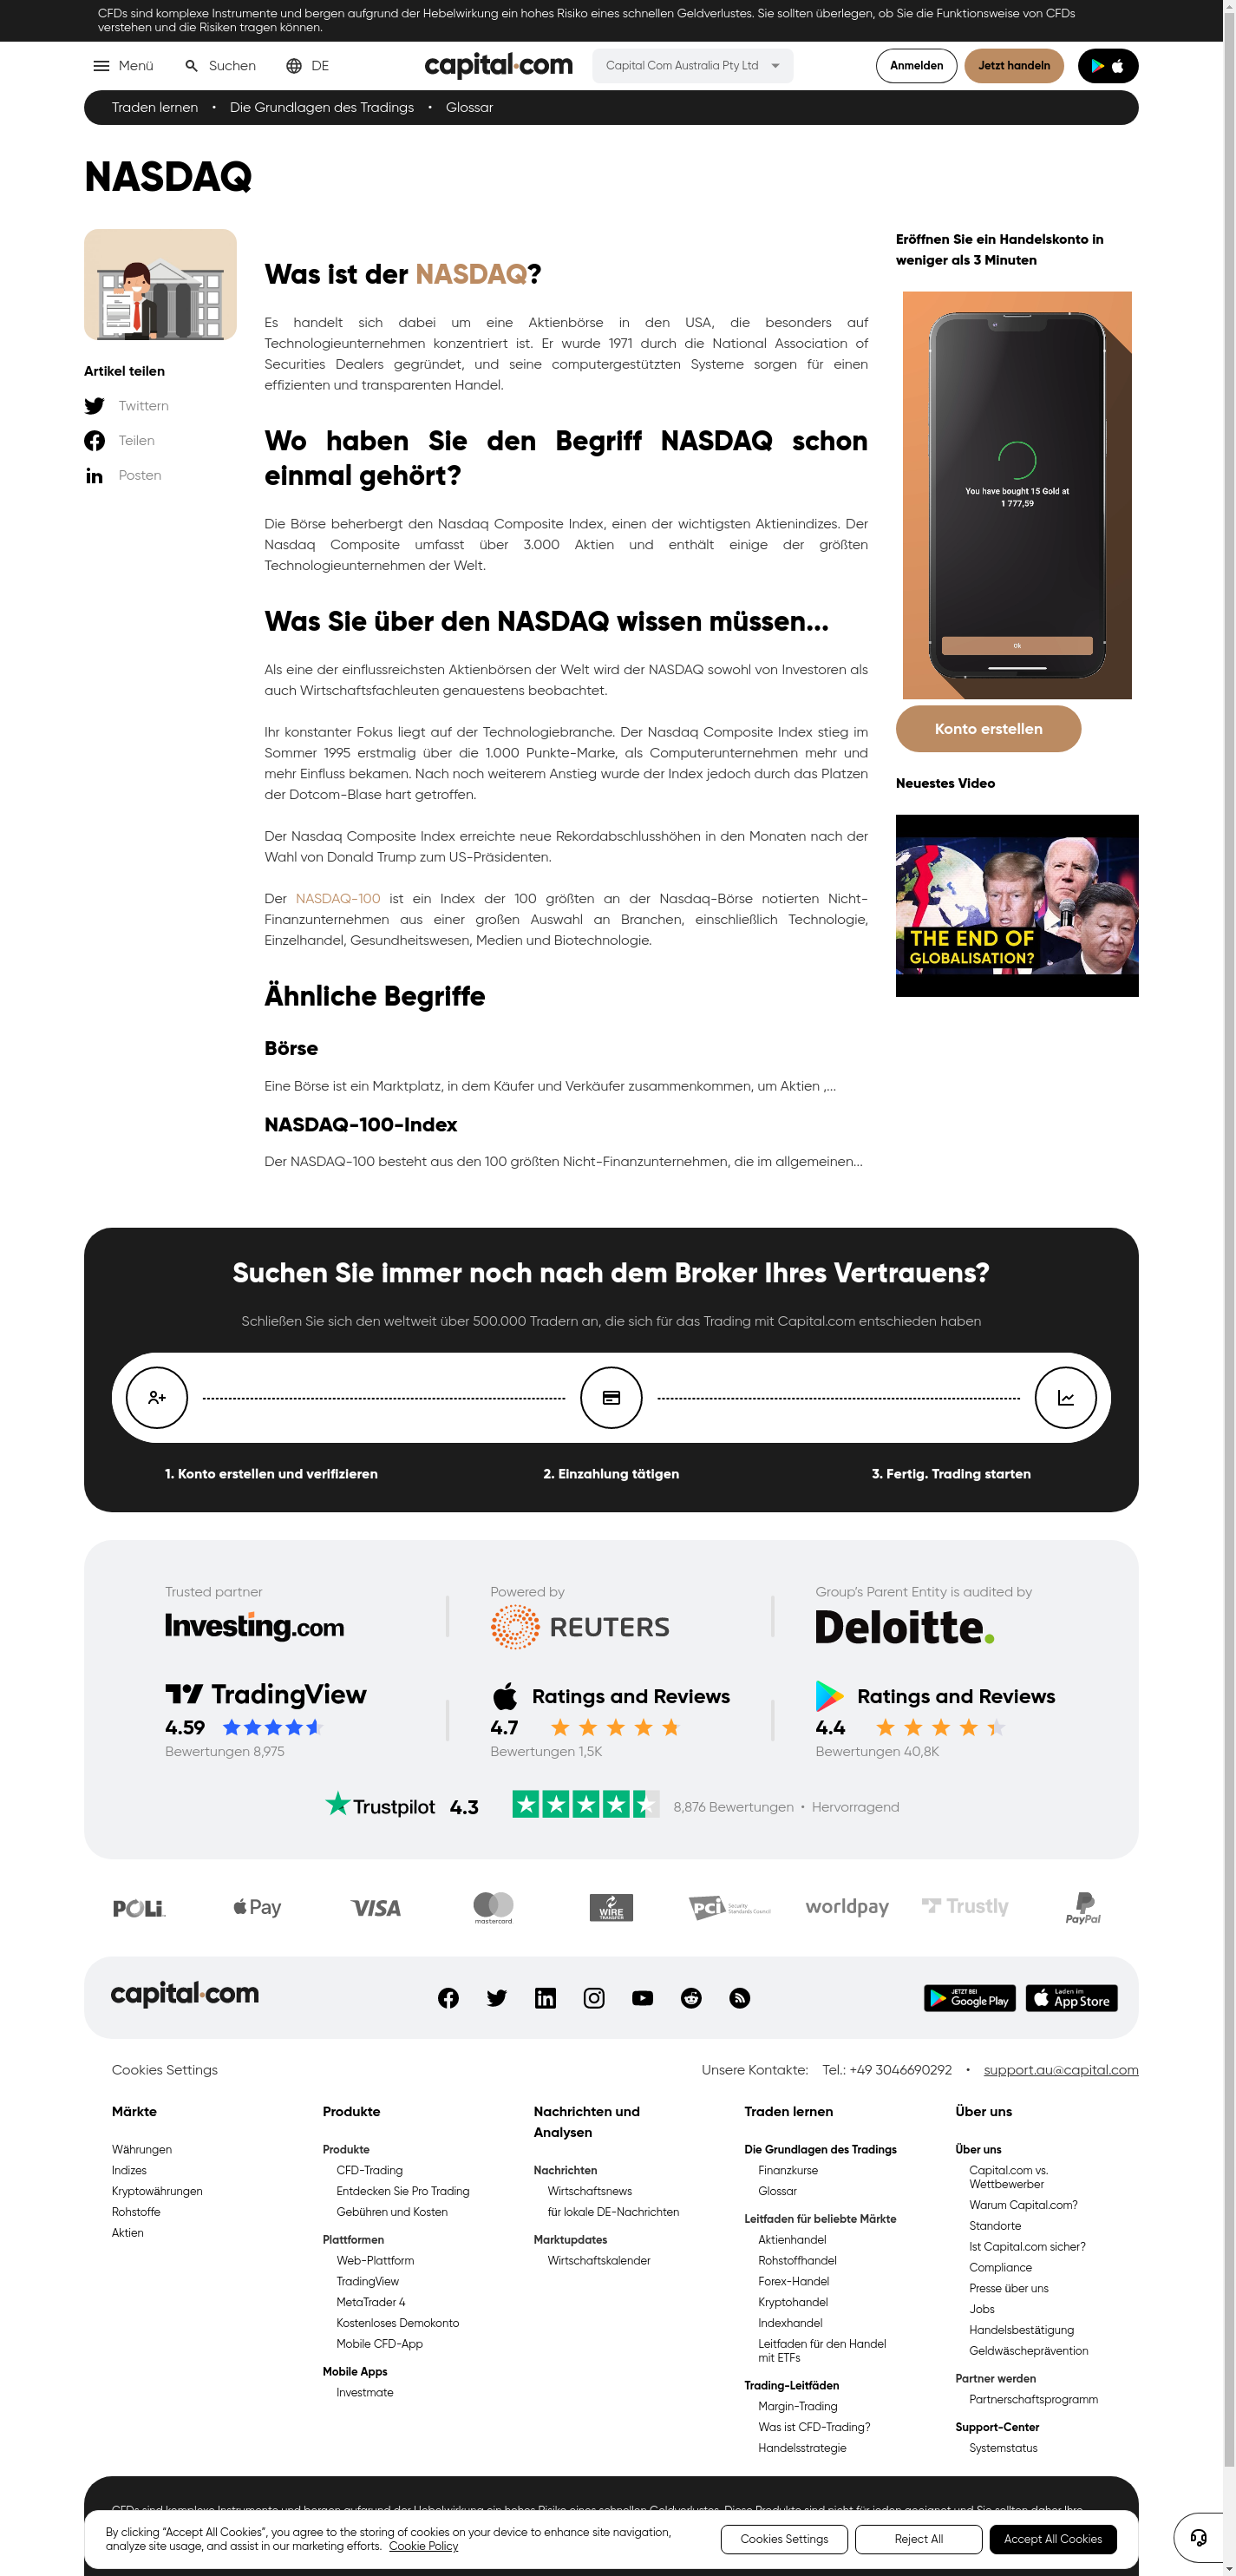 CFDs sind komplexe Instrumente und bergen aufgrund der Hebelwirkung ein hohes Risiko eines schnellen Geldverlustes. Sie sollten überlegen, ob Sie die Funktionsweise von CFDs
verstehen und die Risiken tragen können.
Menü
Suchen
DE
capital.com
Capital Com Australia Pty Ltd
Anmelden
Jetzt handeln
Traden lernen • Die Grundlagen des Tradings • Glossar
NASDAQ
Artikel teilen
Twittern
Teilen
Posten
Was ist der NASDAQ?
Es handelt sich dabei um eine Aktienbörse in den USA, die besonders auf
Technologieunternehmen konzentriert ist. Er wurde 1971 durch die National Association of
Securities Dealers gegründet, und seine computergestützten Systeme sorgen für einen
effizienten und transparenten Handel.
Wo haben Sie den Begriff NASDAQ schon
einmal gehört?
Die Börse beherbergt den Nasdaq Composite Index, einen der wichtigsten Aktienindizes. Der
Nasdaq Composite umfasst über 3.000 Aktien und enthält einige der größten
Technologieunternehmen der Welt.
Was Sie über den NASDAQ wissen müssen...
Als eine der einflussreichsten Aktienbörsen der Welt wird der NASDAQ sowohl von Investoren als
auch Wirtschaftsfachleuten genauestens beobachtet.
Ihr konstanter Fokus liegt auf der Technologiebranche. Der Nasdaq Composite Index stieg im
Sommer 1995 erstmalig über die 1.000 Punkte-Marke, als Computerunternehmen mehr und
mehr Einfluss bekamen. Nach noch weiterem Anstieg wurde der Index jedoch durch das Platzen
der Dotcom-Blase hart getroffen.
Der Nasdaq Composite Index erreichte neue Rekordabschlusshöhen in den Monaten nach der
Wahl von Donald Trump zum US-Präsidenten.
Der NASDAQ-100 ist ein Index der 100 größten an der Nasdaq-Börse notierten Nicht-
Finanzunternehmen aus einer großen Auswahl an Branchen, einschließlich Technologie,
Einzelhandel, Gesundheitswesen, Medien und Biotechnologie.
Ähnliche Begriffe
Börse
Eine Börse ist ein Marktplatz, in dem Käufer und Verkäufer zusammenkommen, um Aktien ,...
NASDAQ-100-Index
Der NASDAQ-100 besteht aus den 100 größten Nicht-Finanzunternehmen, die im allgemeinen...
Eröffnen Sie ein Handelskonto in
weniger als 3 Minuten
You have bought 15 Gold at
1 777,59
Ok
Konto erstellen
Neuestes Video
THE END OF
GLOBALISATION?
Suchen Sie immer noch nach dem Broker Ihres Vertrauens?
Schließen Sie sich den weltweit über 500.000 Tradern an, die sich für das Trading mit Capital.com entschieden haben
1. Konto erstellen und verifizieren
2. Einzahlung tätigen
3. Fertig. Trading starten
Trusted partner
Investing.com
Powered by
REUTERS
Group's Parent Entity is audited by
Deloitte.
TradingView
4.59
Bewertungen 8,975
Ratings and Reviews
4.7
Bewertungen 1,5K
Ratings and Reviews
4.4
Bewertungen 40,8K
Trustpilot 4.3
8,876 Bewertungen • Hervorragend
POLi
Pay
VISA
mastercard
WIRE
TRANSFER
PCi Security
Standards Council
worldpay
Trustly
PayPal
capital.com
JETZT BEI
Google Play
Laden im
App Store
Cookies Settings
Unsere Kontakte: Tel.: +49 3046690292 • support.au@capital.com
Märkte
Währungen
Indizes
Kryptowährungen
Rohstoffe
Aktien
Produkte
Produkte
CFD-Trading
Entdecken Sie Pro Trading
Gebühren und Kosten
Plattformen
Web-Plattform
TradingView
MetaTrader 4
Kostenloses Demokonto
Mobile CFD-App
Mobile Apps
Investmate
Nachrichten und
Analysen
Nachrichten
Wirtschaftsnews
für lokale DE-Nachrichten
Marktupdates
Wirtschaftskalender
Traden lernen
Die Grundlagen des Tradings
Finanzkurse
Glossar
Leitfaden für beliebte Märkte
Aktienhandel
Rohstoffhandel
Forex-Handel
Kryptohandel
Indexhandel
Leitfaden für den Handel
mit ETFs
Trading-Leitfäden
Margin-Trading
Was ist CFD-Trading?
Handelsstrategie
Über uns
Über uns
Capital.com vs.
Wettbewerber
Warum Capital.com?
Standorte
Ist Capital.com sicher?
Compliance
Presse über uns
Jobs
Handelsbestätigung
Geldwäscheprävention
Partner werden
Partnerschaftsprogramm
Support-Center
Systemstatus
By clicking "Accept All Cookies", you agree to the storing of cookies on your device to enhance site navigation,
analyze site usage, and assist in our marketing efforts. Cookie Policy
Cookies Settings
Reject All
Accept All Cookies